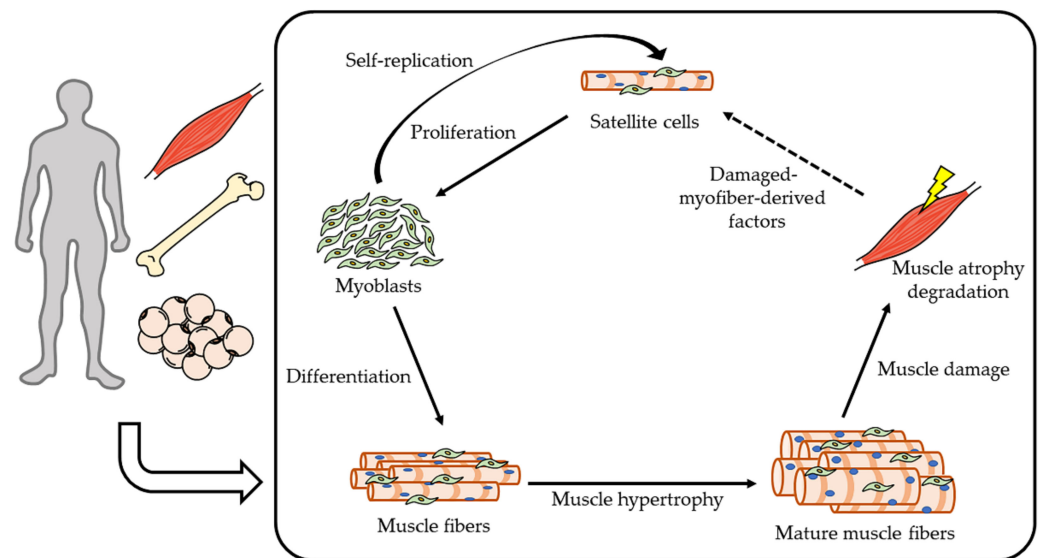 Self-replication
Satellite cells
Proliferation
Damaged-
myofiber-derived
factors
Myoblasts
Muscle atrophy
degradation
Differentiation
Muscle damage
Muscle fibers
Muscle hypertrophy
Mature muscle fibers